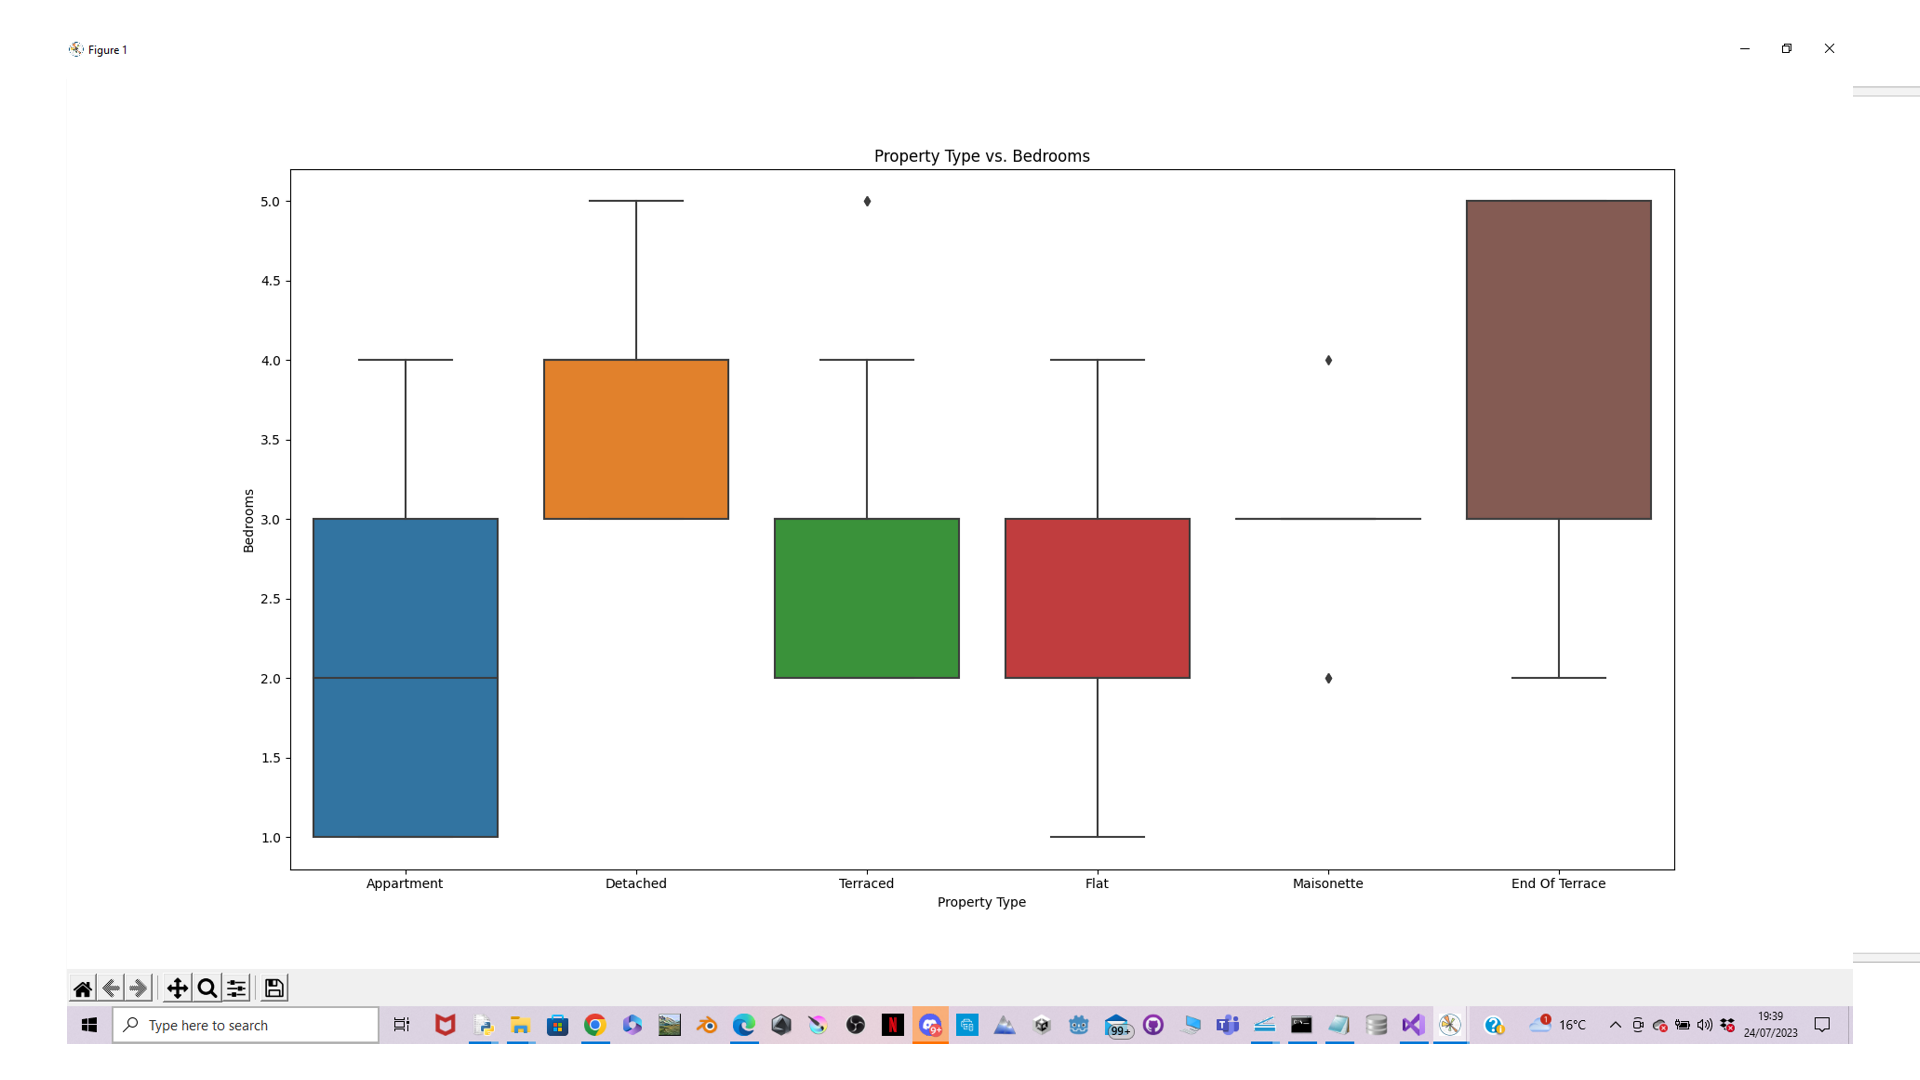 Figure 1
Property Type vs. Bedrooms
5.0
4.5
4.0
3.5
3.0
2.5
2.0
1.5
1.0
Bedrooms
Appartment Detached Terraced Flat Maisonette End Of Terrace
Property Type
Type here to search
N
9+
99+
1
16°C
19:39
24/07/2023